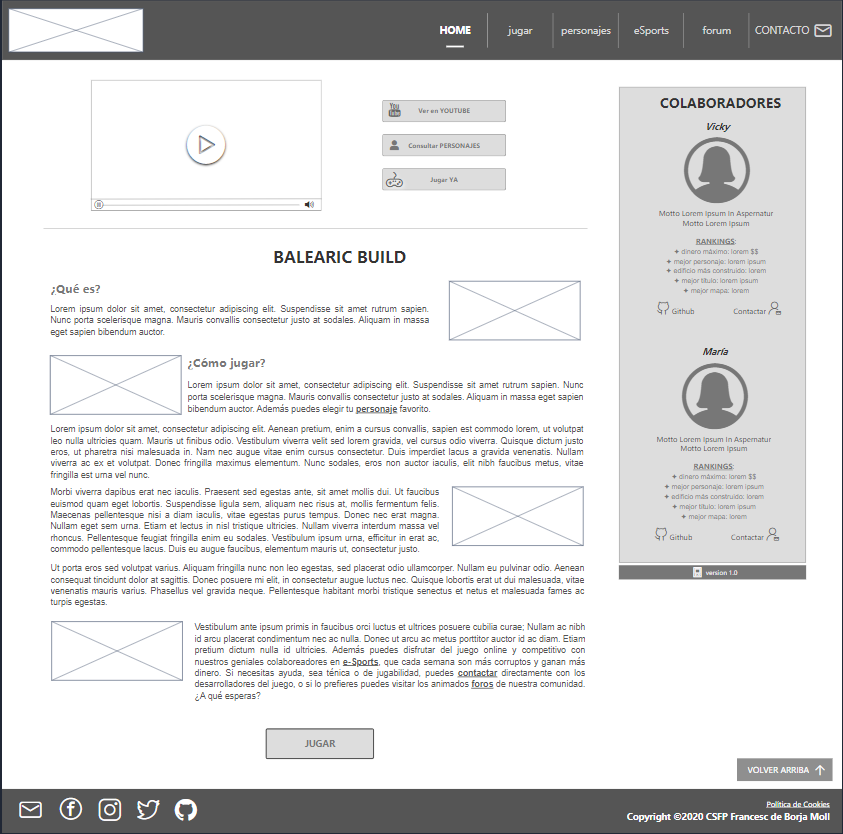 HOME
jugar
personajes
eSports
forum
CONTACTO
You
Tube
Ver en YOUTUBE
Consultar PERSONAJES
Jugar YA
BALEARIC BUILD
¿Qué es?
Lorem ipsum dolor sit amet, consectetur adipiscing elit. Suspendisse sit amet rutrum sapien.
Nunc porta scelerisque magna. Mauris convallis consectetur justo at sodales. Aliquam in massa
eget sapien bibendum auctor.
¿Cómo jugar?
Lorem ipsum dolor sit amet, consectetur adipiscing elit. Suspendisse sit amet rutrum sapien. Nunc
porta scelerisque magna. Mauris convallis consectetur justo at sodales. Aliquam in massa eget sapien
bibendum auctor. Además puedes elegir tu personaje favorito.
Lorem ipsum dolor sit amet, consectetur adipiscing elit. Aenean pretium, enim a cursus convallis, sapien est commodo lorem, ut volutpat
leo nulla ultricies quam. Mauris ut finibus odio. Vestibulum viverra velit sed lorem gravida, vel cursus odio viverra. Quisque dictum justo
eros, ut pharetra nisi malesuada in. Nam nec augue vitae enim cursus consectetur. Duis imperdiet lacus a gravida venenatis. Nullam
viverra ac ex et volutpat. Donec fringilla maximus elementum. Nunc sodales, eros non auctor iaculis, elit nibh faucibus metus, vitae
fringilla est urna vel nunc.
Morbi viverra dapibus erat nec iaculis. Praesent sed egestas ante, sit amet mollis dui. Ut faucibus
euismod quam eget lobortis. Suspendisse ligula sem, aliquam nec risus at, mollis fermentum felis.
Maecenas pellentesque nisi a diam iaculis, vitae egestas purus tempus. Donec nec erat magna.
Nullam eget sem urna. Etiam et lectus in nisl tristique ultricies. Nullam viverra interdum massa vel
rhoncus. Pellentesque feugiat fringilla enim eu sodales. Vestibulum ipsum urna, efficitur in erat ac,
commodo pellentesque lacus. Duis eu augue faucibus, elementum mauris ut, consectetur justo.
Ut porta eros sed volutpat varius. Aliquam fringilla nunc non leo egestas, sed placerat odio ullamcorper. Nullam eu pulvinar odio. Aenean
consequat tincidunt dolor at sagittis. Donec posuere mi elit, in consectetur augue luctus nec. Quisque lobortis erat ut dui malesuada, vitae
venenatis mauris varius. Phasellus vel gravida neque. Pellentesque habitant morbi tristique senectus et netus et malesuada fames ac
turpis egestas.
Vestibulum ante ipsum primis in faucibus orci luctus et ultrices posuere cubilia curae; Nullam ac nibh
id arcu placerat condimentum nec ac nulla. Donec ut arcu ac metus porttitor auctor id ac diam. Etiam
pretium dictum nulla id ultricies. Además puedes disfrutar del juego online y competitivo con
nuestros geniales colaboreadores en e-Sports, que cada semana son más corruptos y ganan más
dinero. Si necesitas ayuda, sea ténica o de jugabilidad, puedes contactar directamente con los
desarrolladores del juego, o si lo prefieres puedes visitar los animados foros de nuestra comunidad.
¿A qué esperas?
JUGAR
COLABORADORES
Vicky
Motto Lorem Ipsum In Aspernatur
Motto Lorem Ipsum
RANKINGS:
✦ dinero máximo: lorem $$
✦ mejor personaje: lorem ipsum
✦ edificio más construido: lorem
✦ mejor título: lorem ipsum
✦ mejor mapa: lorem
Github
Contactar
María
Motto Lorem Ipsum In Aspernatur
Motto Lorem Ipsum
RANKINGS:
✦ dinero máximo: lorem $$
✦ mejor personaje: lorem ipsum
✦ edificio más construido: lorem
✦ mejor título: lorem ipsum
✦ mejor mapa: lorem
Github
Contactar
version 1.0
VOLVER ARRIBA
Política de Cookies
Copyright ©2020 CSFP Francesc de Borja Moll